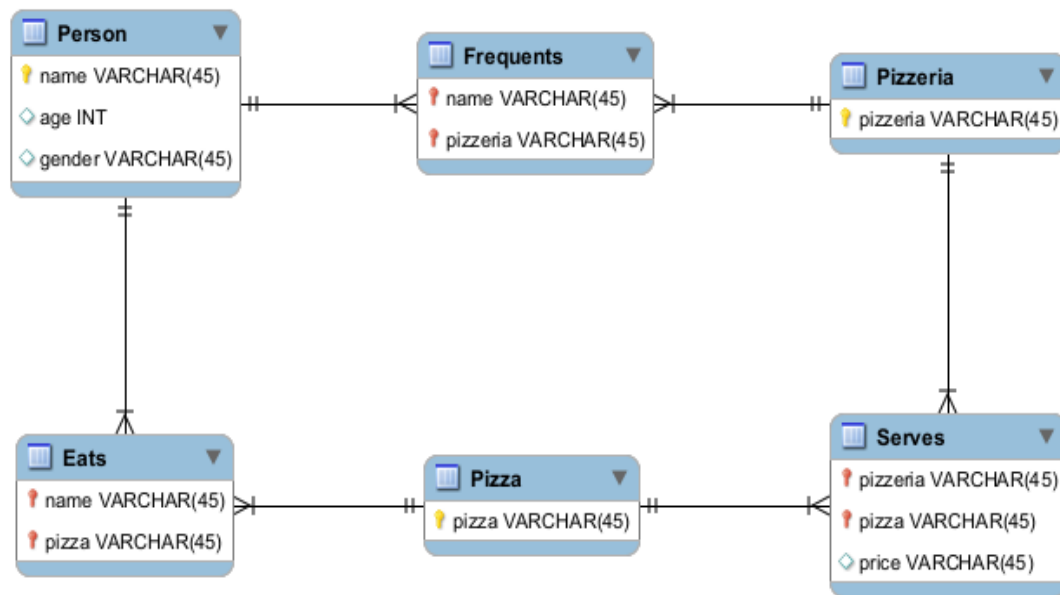 Person
name VARCHAR(45)
age INT
gender VARCHAR(45)
Frequents
name VARCHAR(45)
pizzeria VARCHAR(45)
Pizzeria
pizzeria VARCHAR(45)
Eats
name VARCHAR(45)
pizza VARCHAR(45)
Pizza
pizza VARCHAR(45)
Serves
pizzeria VARCHAR(45)
pizza VARCHAR(45)
price VARCHAR(45)